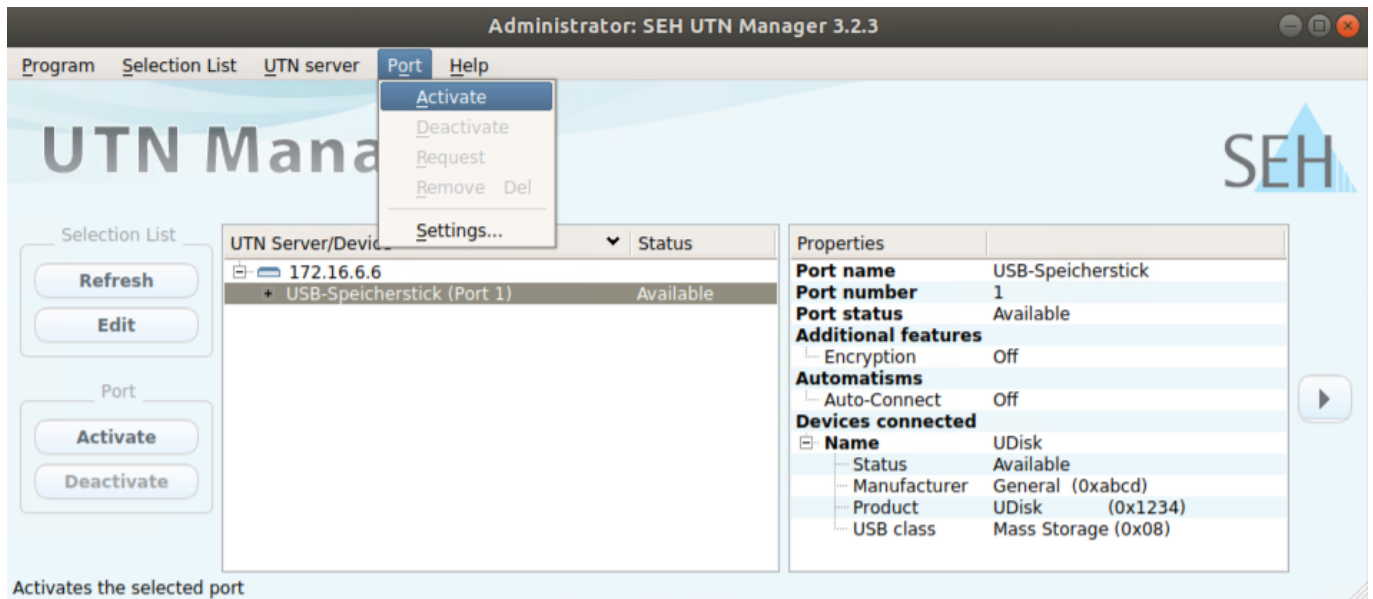 Administrator: SEH UTN Manager 3.2.3
Program Selection List UTN server Port Help
Activate
Deactivate
Request
Remove Del
Settings...
UTN Mana
SEH
Selection List
Refresh
Edit
Port
Activate
Deactivate
UTN Server/Device Status
172.16.6.6
USB-Speicherstick (Port 1) Available
Properties
Port name USB-Speicherstick
Port number 1
Port status Available
Additional features
Encryption Off
Automatisms
Auto-Connect Off
Devices connected
Name UDisk
Status Available
Manufacturer General (0xabcd)
Product UDisk (0x1234)
USB class Mass Storage (0x08)
Activates the selected port